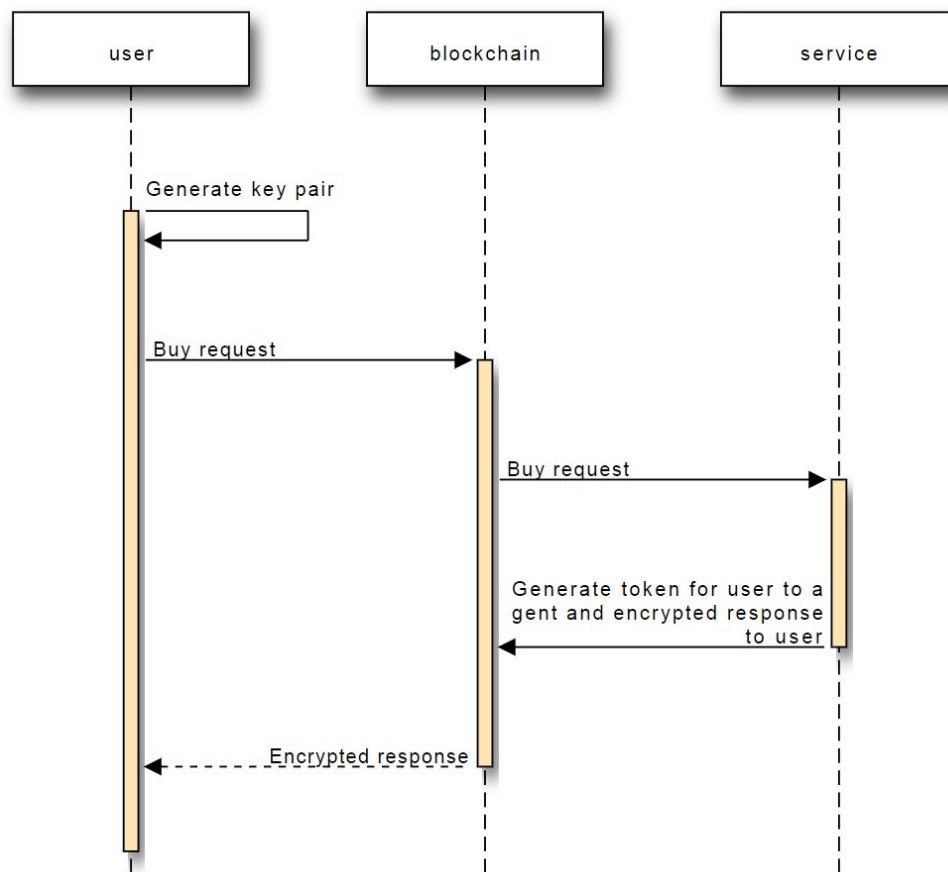 user
blockchain
service
Generate key pair
Buy request
Buy request
Generate token for user to a
gent and encrypted response
to user
Encrypted response